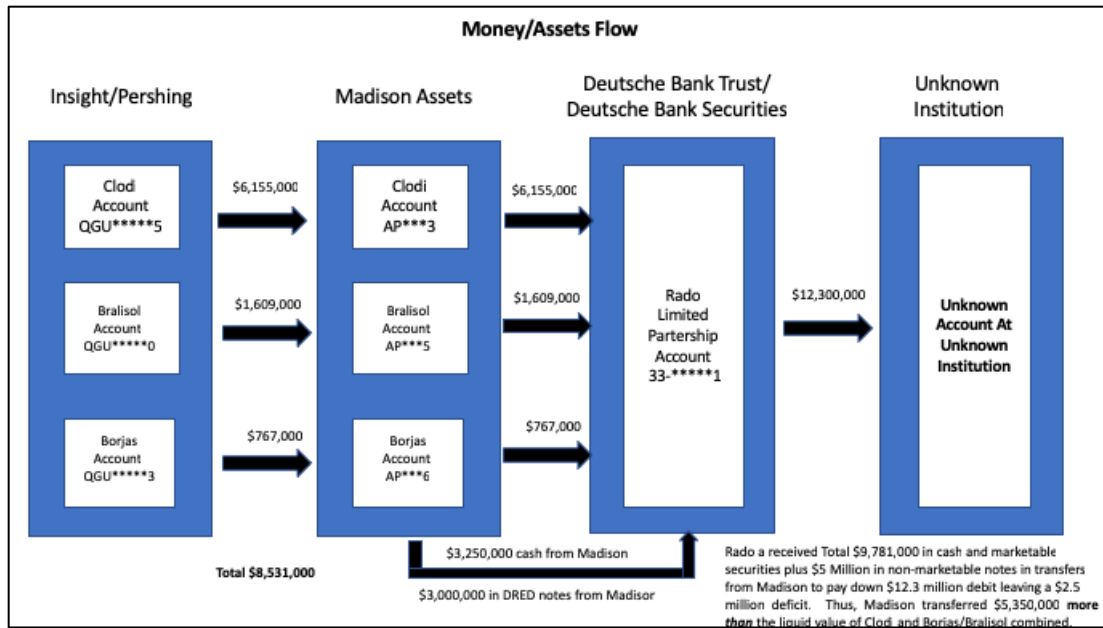 Money/Assets Flow
Insight/Pershing
Madison Assets
Deutsche Bank Trust/
Deutsche Bank Securities
Unknown
Institution
Clodi
Account
QGU*****5
$6,155,000
Clodi
Account
AP***3
$6,155,000
Bralisol
Account
QGU*****0
$1,609,000
Bralisol
Account
AP***5
$1,609,000
Borjas
Account
QGU*****3
$767,000
Borjas
Account
AP***6
$767,000
Rado
Limited
Partership
Account
33-*****1
$12,300,000
Unknown
Account At
Unknown
Institution
Total $8,531,000
$3,250,000 cash from Madison
$3,000,000 in DRED notes from Madisor
Rado a received Total $9,781,000 in cash and marketable
securities plus $5 Million in non-marketable notes in transfers
from Madison to pay down $12.3 million debit leaving a $2.5
million deficit. Thus, Madison transferred $5,350,000 more
than the liquid value of Clodi and Borjas/Bralisol combined.